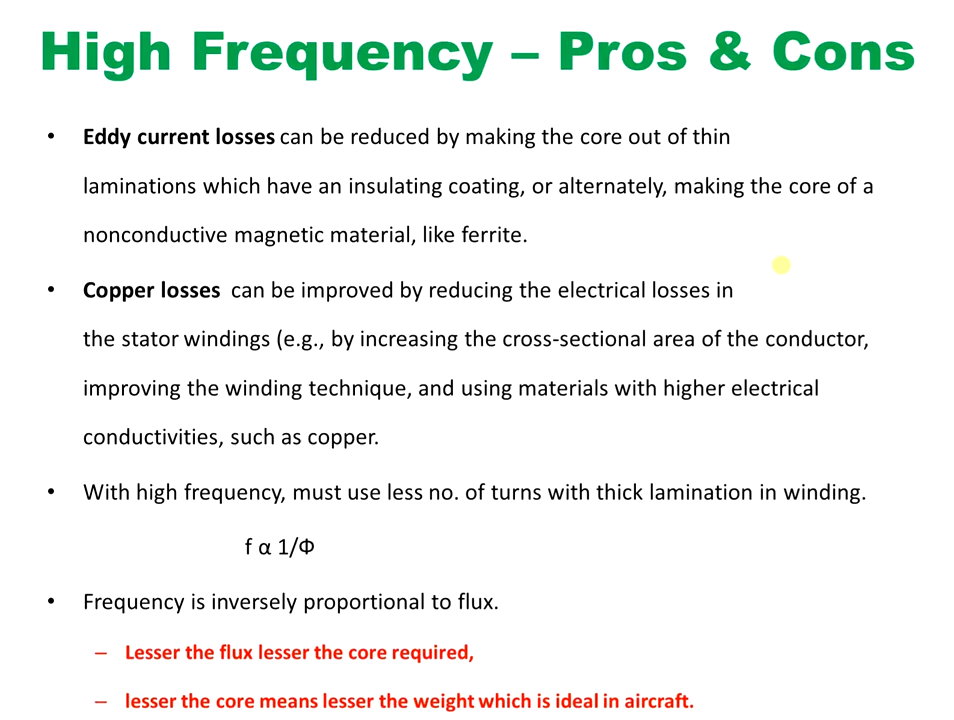 High Frequency – Pros & Cons
• Eddy current losses can be reduced by making the core out of thin
laminations which have an insulating coating, or alternately, making the core of a
nonconductive magnetic material, like ferrite.
• Copper losses can be improved by reducing the electrical losses in
the stator windings (e.g., by increasing the cross-sectional area of the conductor,
improving the winding technique, and using materials with higher electrical
conductivities, such as copper.
• With high frequency, must use less no. of turns with thick lamination in winding.
f α 1/Φ
• Frequency is inversely proportional to flux.
– Lesser the flux lesser the core required,
– lesser the core means lesser the weight which is ideal in aircraft.